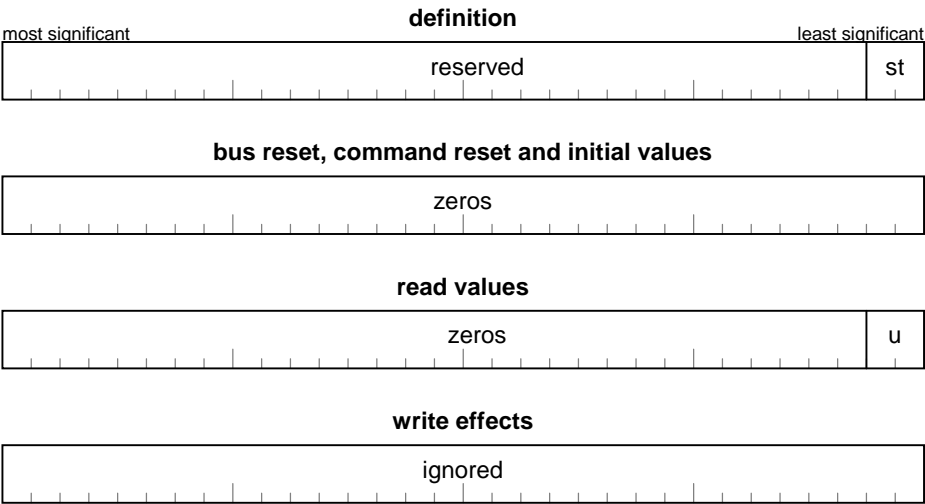 definition
most significant least significant
reserved st
bus reset, command reset and initial values
zeros
read values
zeros u
write effects
ignored